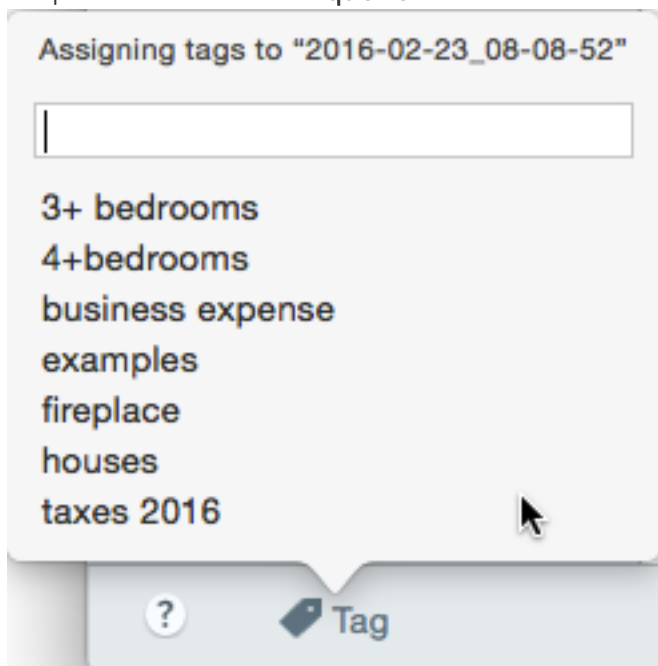 Assigning tags to “2016-02-23_08-08-52”
3+ bedrooms
4+bedrooms
business expense
examples
fireplace
houses
taxes 2016
? Tag